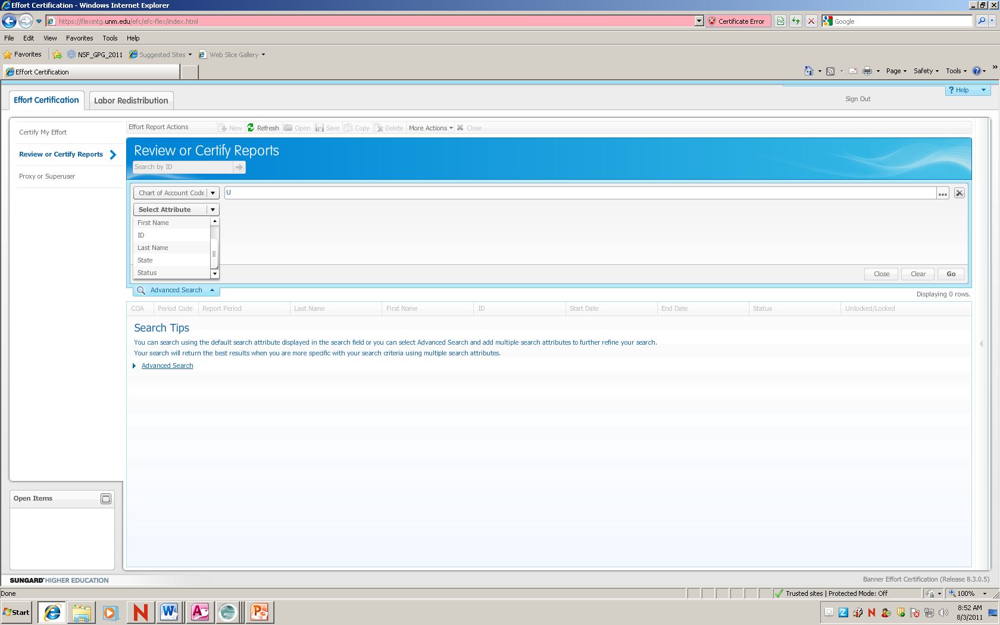 Effort Certification - Windows Internet Explorer
https://flexintg.unm.edu/efc/efc-flex/index.html
Certificate Error
Google
File Edit View Favorites Tools Help
Favorites NSF_GPG_2011 Suggested Sites Web Slice Gallery
Effort Certification
Page Safety Tools
Help
Effort Certification Labor Redistribution
Sign Out
Certify My Effort
Review or Certify Reports
Proxy or Superuser
Effort Report Actions New Refresh Open Save Copy Delete More Actions Close
Review or Certify Reports
Search by ID
Chart of Account Code U
Select Attribute
First Name
ID
Last Name
State
Status
Close Clear Go
Advanced Search
Displaying 0 rows.
COA Period Code Report Period Last Name First Name ID Start Date End Date Status Unlocked/Locked
Search Tips
You can search using the default search attribute displayed in the search field or you can select Advanced Search and add multiple search attributes to further refine your search.
Your search will return the best results when you are more specific with your search criteria using multiple search attributes.
Advanced Search
Open Items
SUNGARD HIGHER EDUCATION
Banner Effort Certification (Release 8.3.0.5)
Done
Trusted sites | Protected Mode: Off
100%
Start
8:52 AM
8/3/2011